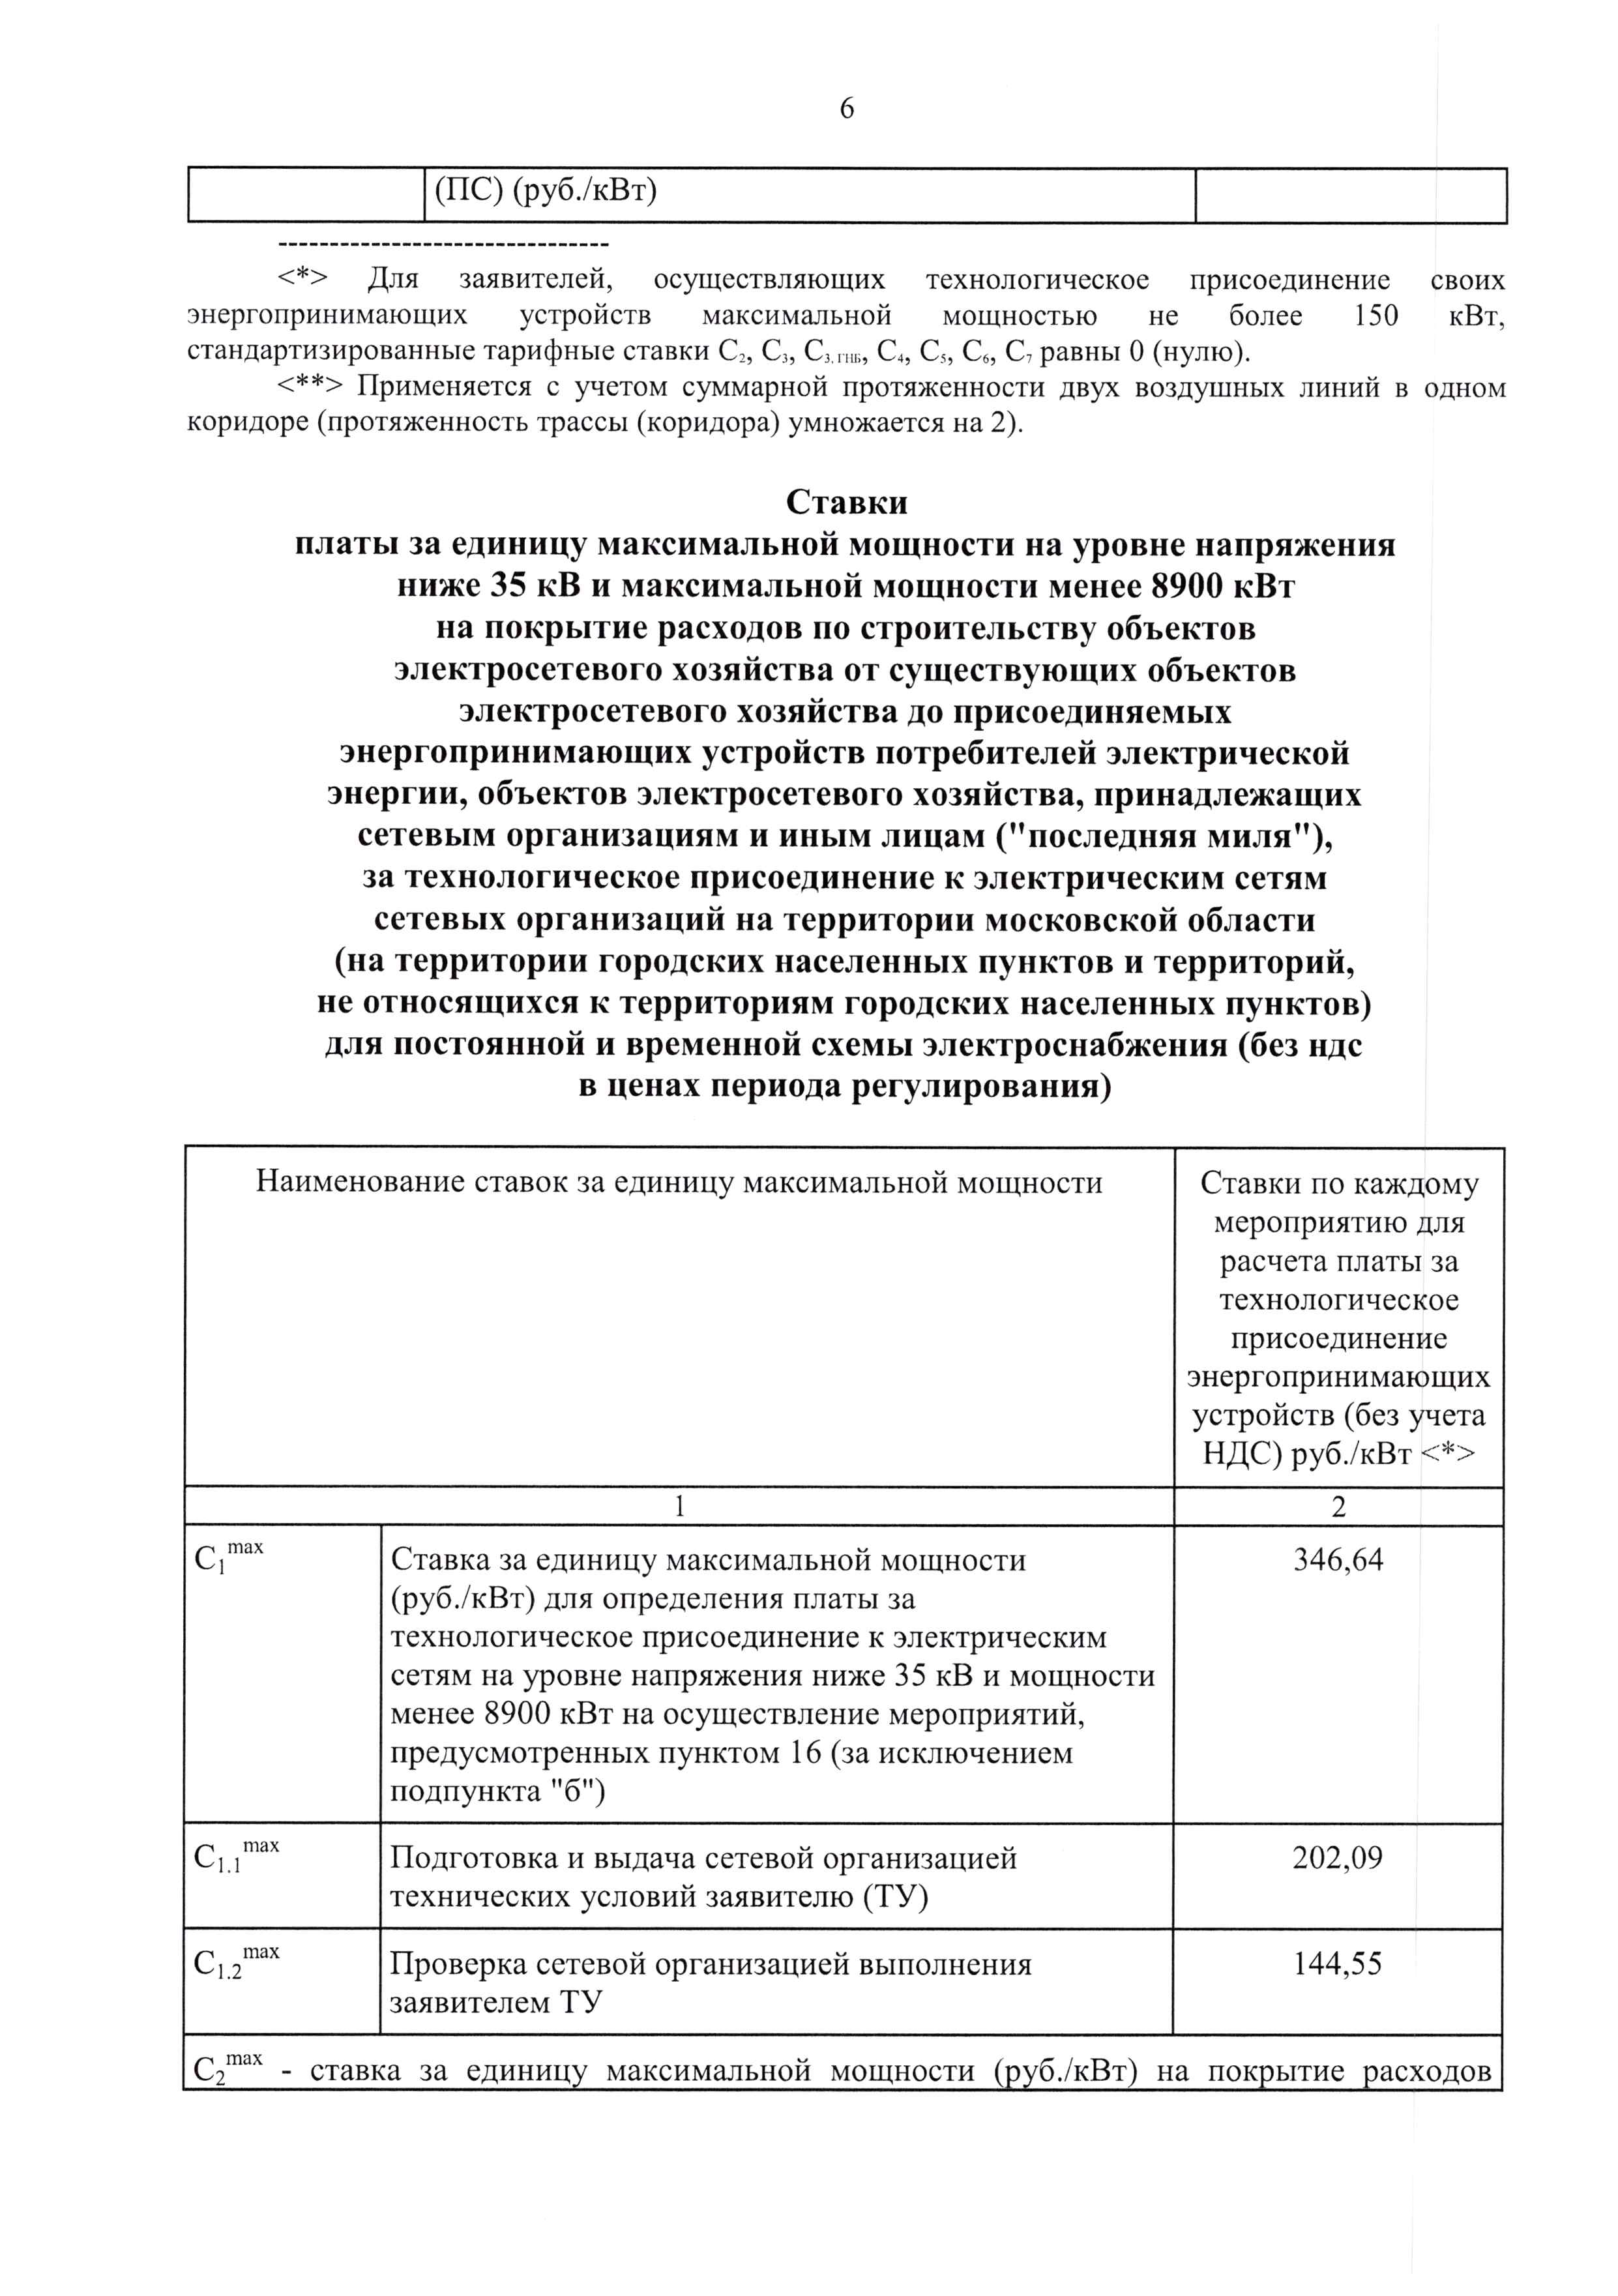 6
(ПС) (руб./кВт)
--------------------------------
<*> Для заявителей, осуществляющих технологическое присоединение своих
энергопринимающих устройств максимальной мощностью не более 150 кВт,
стандартизированные тарифные ставки С2, С3, С3.ГНБ, С4, С5, С6, С7 равны 0 (нулю).
<**> Применяется с учетом суммарной протяженности двух воздушных линий в одном
коридоре (протяженность трассы (коридора) умножается на 2).
Ставки
платы за единицу максимальной мощности на уровне напряжения
ниже 35 кВ и максимальной мощности менее 8900 кВт
на покрытие расходов по строительству объектов
электросетевого хозяйства от существующих объектов
электросетевого хозяйства до присоединяемых
энергопринимающих устройств потребителей электрической
энергии, объектов электросетевого хозяйства, принадлежащих
сетевым организациям и иным лицам ("последняя миля"),
за технологическое присоединение к электрическим сетям
сетевых организаций на территории московской области
(на территории городских населенных пунктов и территорий,
не относящихся к территориям городских населенных пунктов)
для постоянной и временной схемы электроснабжения (без ндс
в ценах периода регулирования)
Наименование ставок за единицу максимальной мощности
Ставки по каждому
мероприятию для
расчета платы за
технологическое
присоединение
энергопринимающих
устройств (без учета
НДС) руб./кВт <*>
1
2
С1max
Ставка за единицу максимальной мощности
(руб./кВт) для определения платы за
технологическое присоединение к электрическим
сетям на уровне напряжения ниже 35 кВ и мощности
менее 8900 кВт на осуществление мероприятий,
предусмотренных пунктом 16 (за исключением
подпункта "б")
346,64
С1.1max
Подготовка и выдача сетевой организацией
технических условий заявителю (ТУ)
202,09
С1.2max
Проверка сетевой организацией выполнения
заявителем ТУ
144,55
С2max - ставка за единицу максимальной мощности (руб./кВт) на покрытие расходов